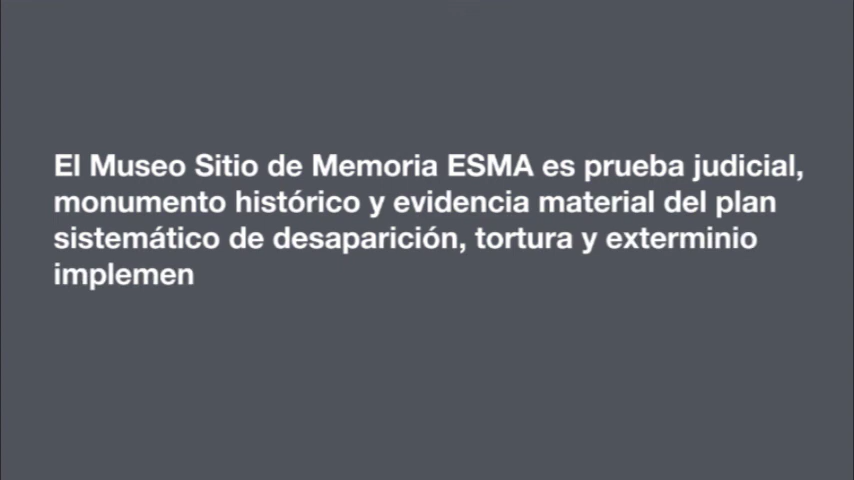 El Museo Sitio de Memoria ESMA es prueba judicial,
monumento histórico y evidencia material del plan
sistemático de desaparición, tortura y exterminio
implemen